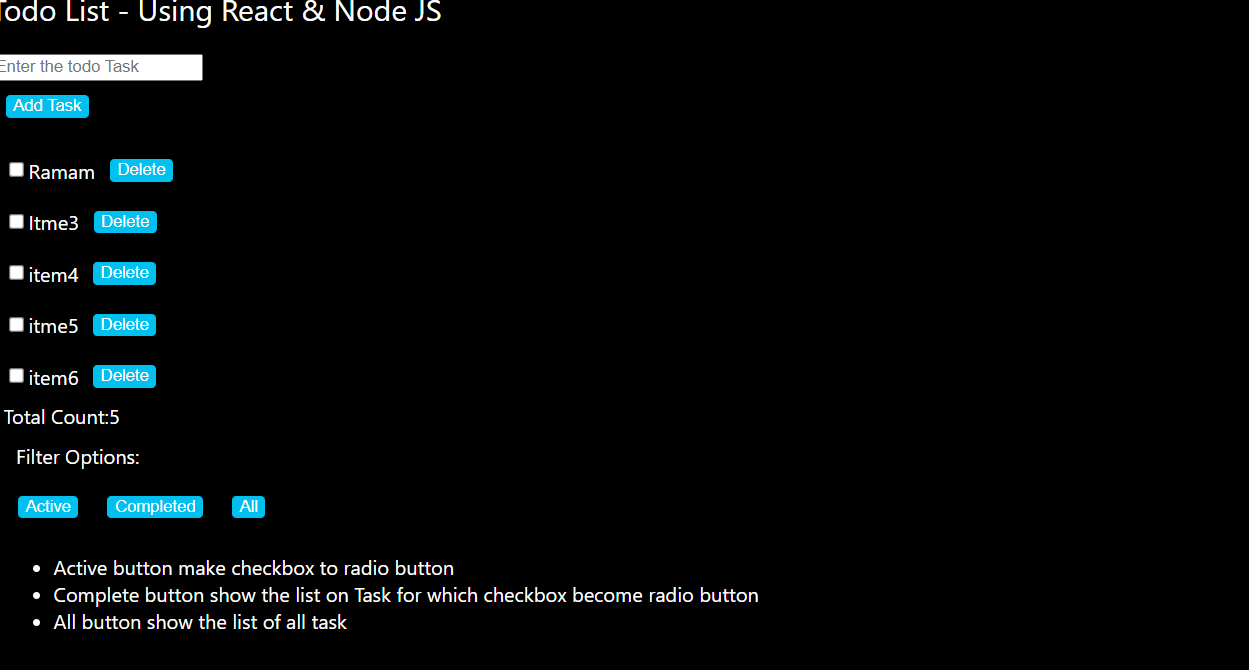 Todo List - Using React & Node JS
Enter the todo Task
Add Task
Ramam Delete
Itme3 Delete
item4 Delete
itme5 Delete
item6 Delete
Total Count:5
Filter Options:
Active Completed All
• Active button make checkbox to radio button
• Complete button show the list on Task for which checkbox become radio button
• All button show the list of all task